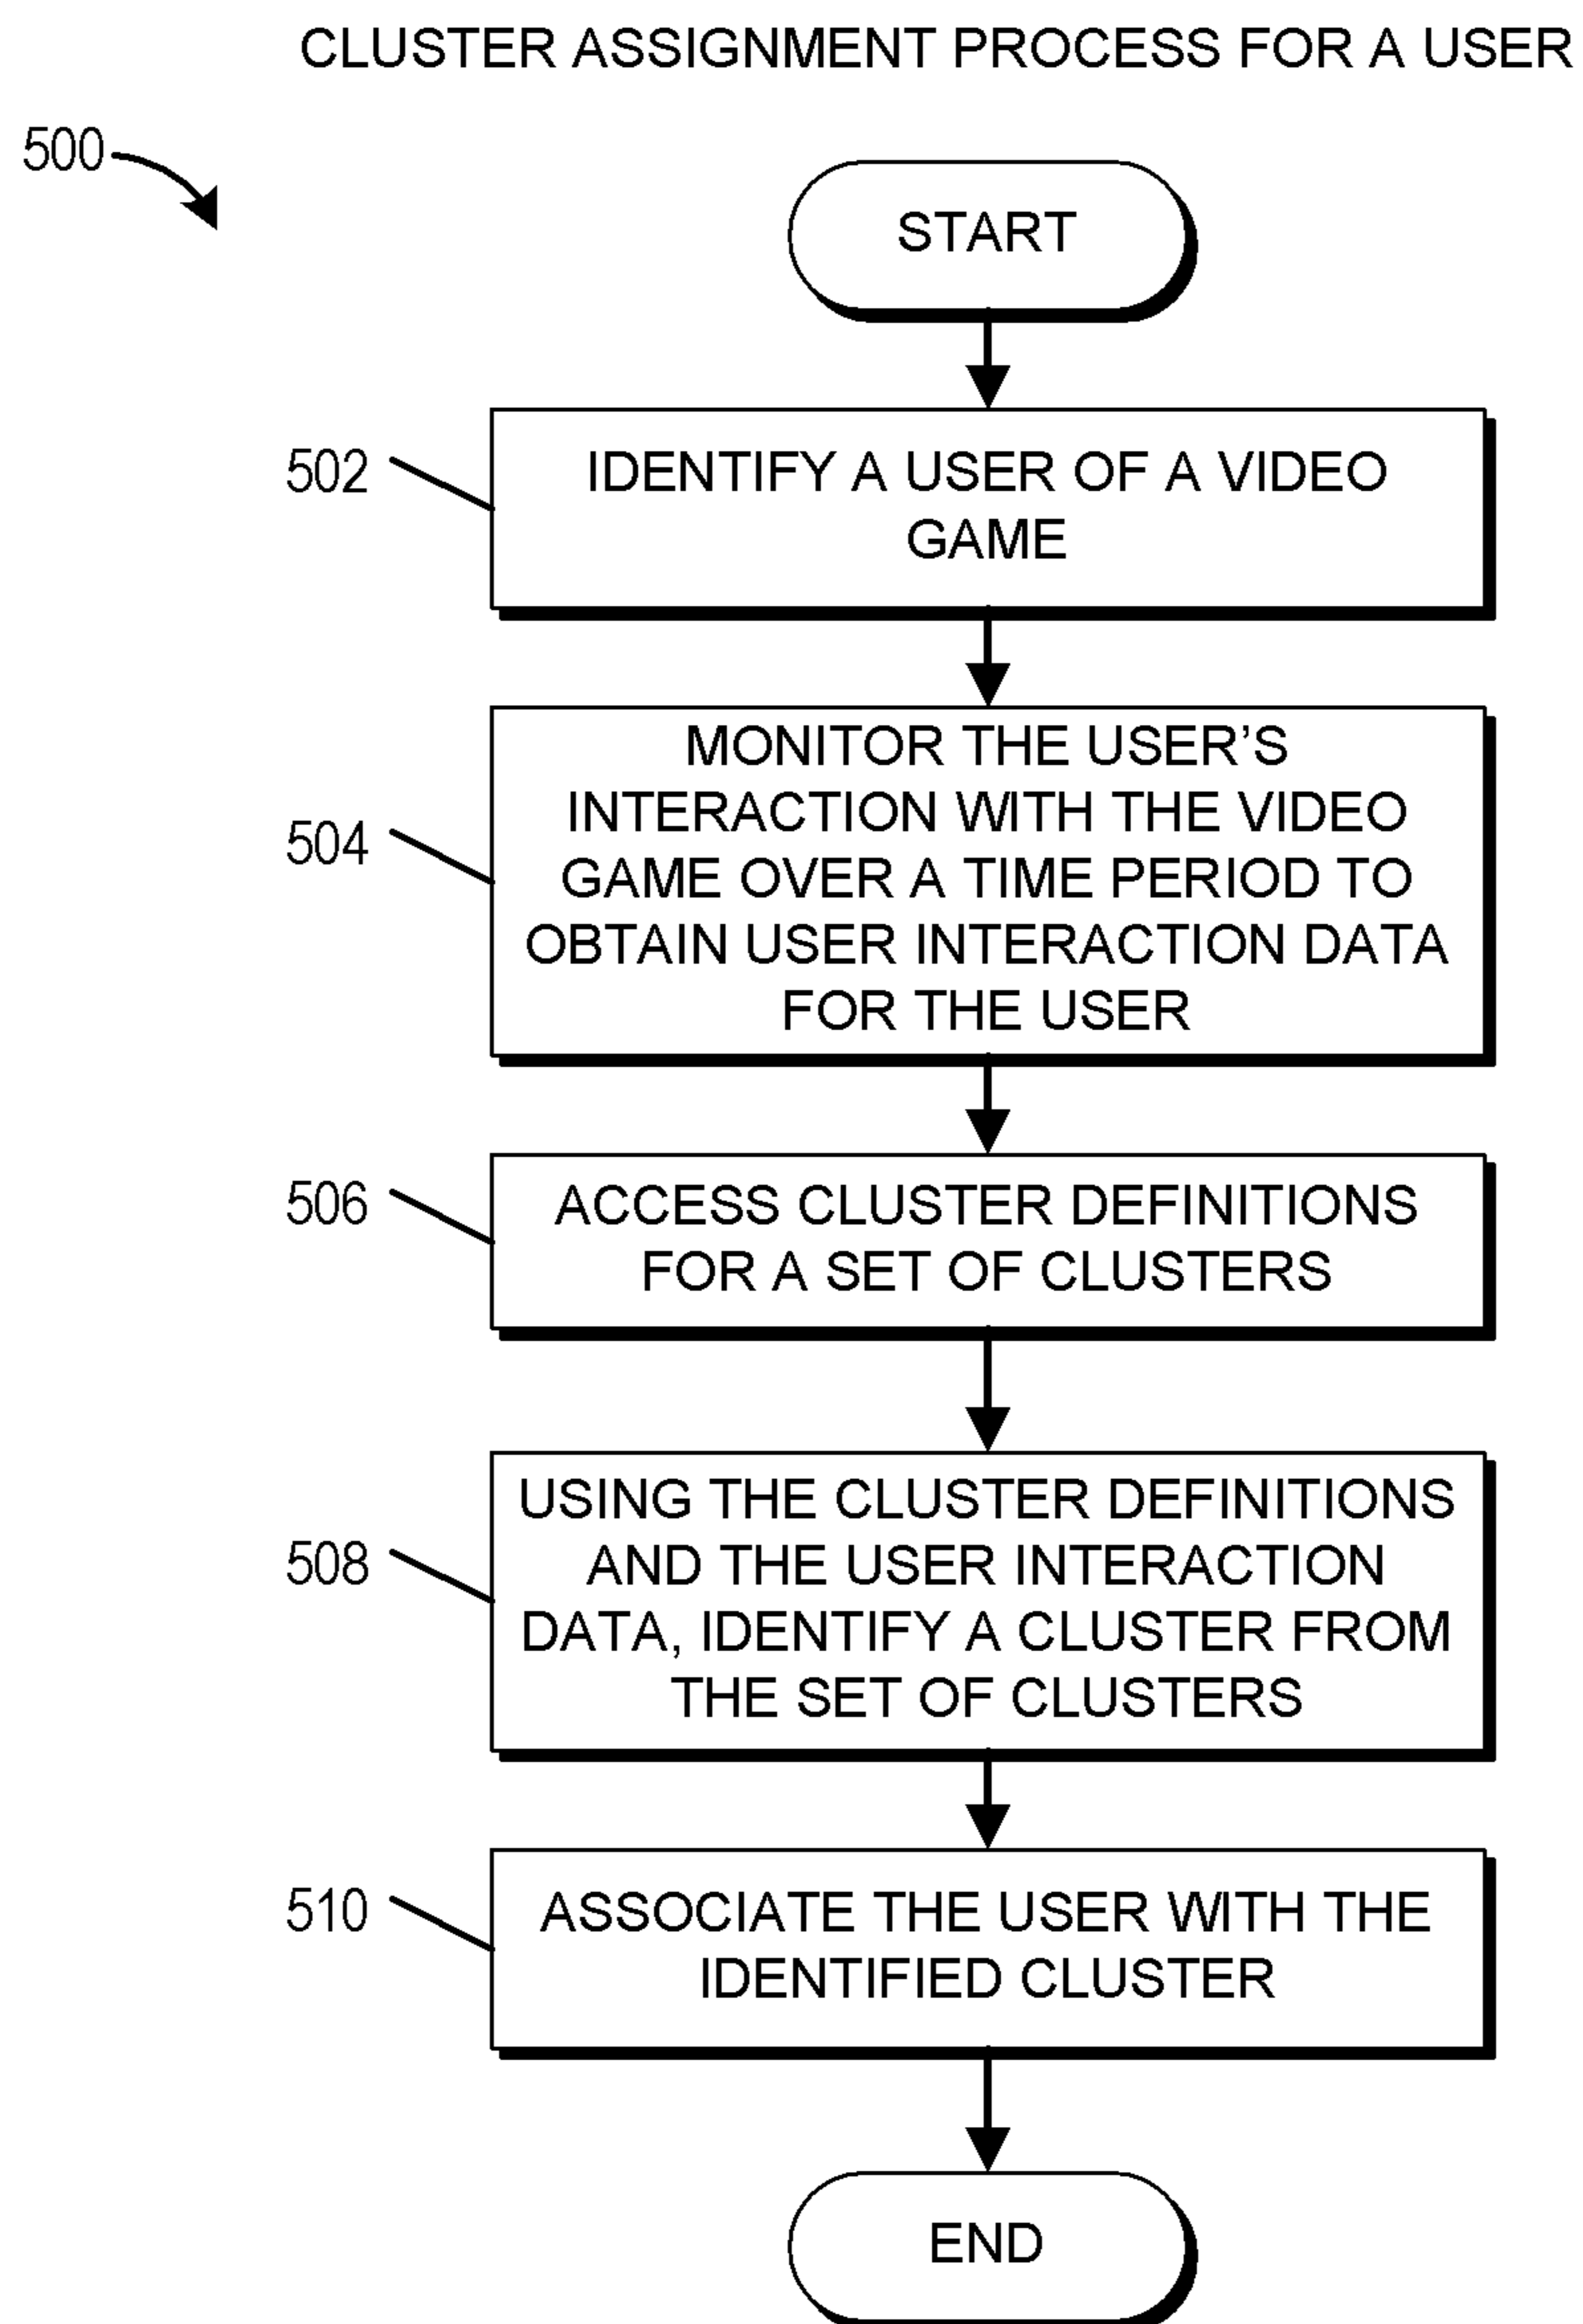 CLUSTER ASSIGNMENT PROCESS FOR A USER
500
START
502
IDENTIFY A USER OF A VIDEO
GAME
504
MONITOR THE USER’S
INTERACTION WITH THE VIDEO
GAME OVER A TIME PERIOD TO
OBTAIN USER INTERACTION DATA
FOR THE USER
506
ACCESS CLUSTER DEFINITIONS
FOR A SET OF CLUSTERS
508
USING THE CLUSTER DEFINITIONS
AND THE USER INTERACTION
DATA, IDENTIFY A CLUSTER FROM
THE SET OF CLUSTERS
510
ASSOCIATE THE USER WITH THE
IDENTIFIED CLUSTER
END